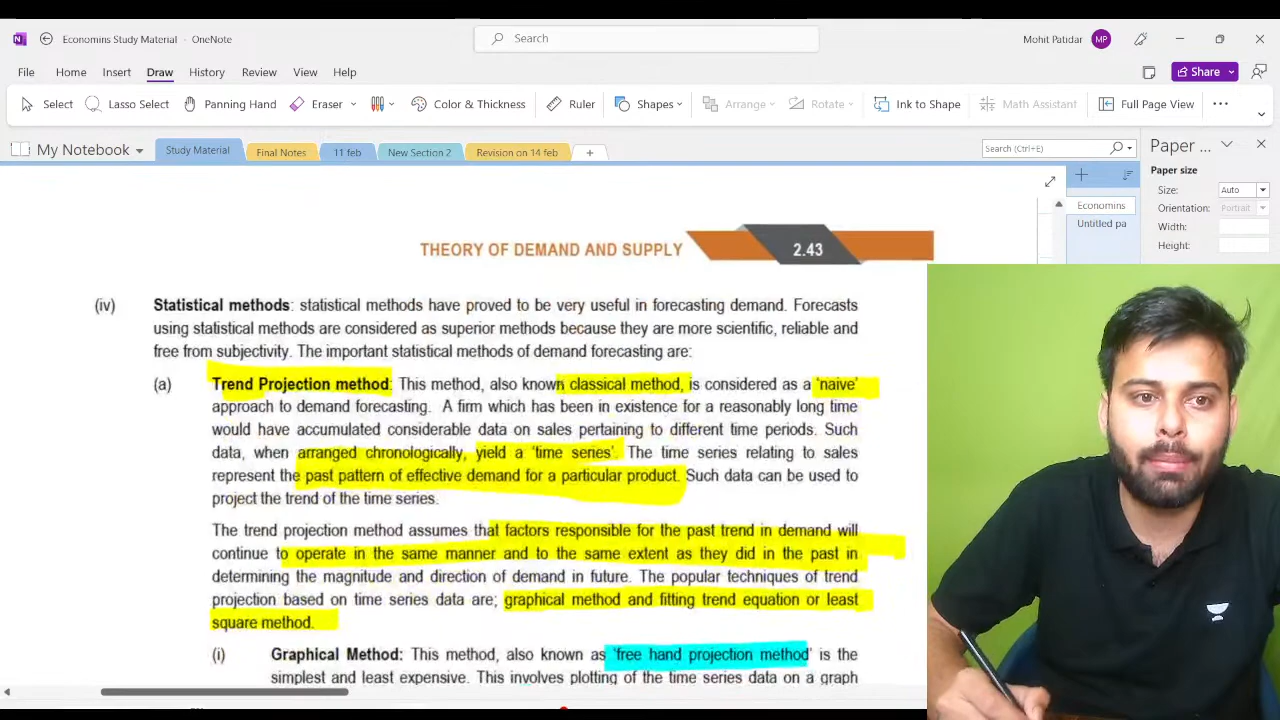 Economins Study Material - OneNote
Search
Mohit Patidar MP
File Home Insert Draw History Review View Help
Share
Select Lasso Select Panning Hand Eraser Color & Thickness Ruler Shapes Arrange Rotate Ink to Shape Math Assistant Full Page View
My Notebook Study Material Final Notes 11 feb New Section 2 Revision on 14 feb + Search (Ctrl+E)
Paper ...
Paper size
Size: Auto
Orientation: Portrait
Width:
Height:
Economins
Untitled pa
THEORY OF DEMAND AND SUPPLY 2.43
(iv) Statistical methods: statistical methods have proved to be very useful in forecasting demand. Forecasts
using statistical methods are considered as superior methods because they are more scientific, reliable and
free from subjectivity. The important statistical methods of demand forecasting are:
(a) Trend Projection method: This method, also known classical method, is considered as a ‘naive’
approach to demand forecasting. A firm which has been in existence for a reasonably long time
would have accumulated considerable data on sales pertaining to different time periods. Such
data, when arranged chronologically, yield a ‘time series’. The time series relating to sales
represent the past pattern of effective demand for a particular product. Such data can be used to
project the trend of the time series.
The trend projection method assumes that factors responsible for the past trend in demand will
continue to operate in the same manner and to the same extent as they did in the past in
determining the magnitude and direction of demand in future. The popular techniques of trend
projection based on time series data are; graphical method and fitting trend equation or least
square method.
(i) Graphical Method: This method, also known as ‘free hand projection method’ is the
simplest and least expensive. This involves plotting of the time series data on a graph